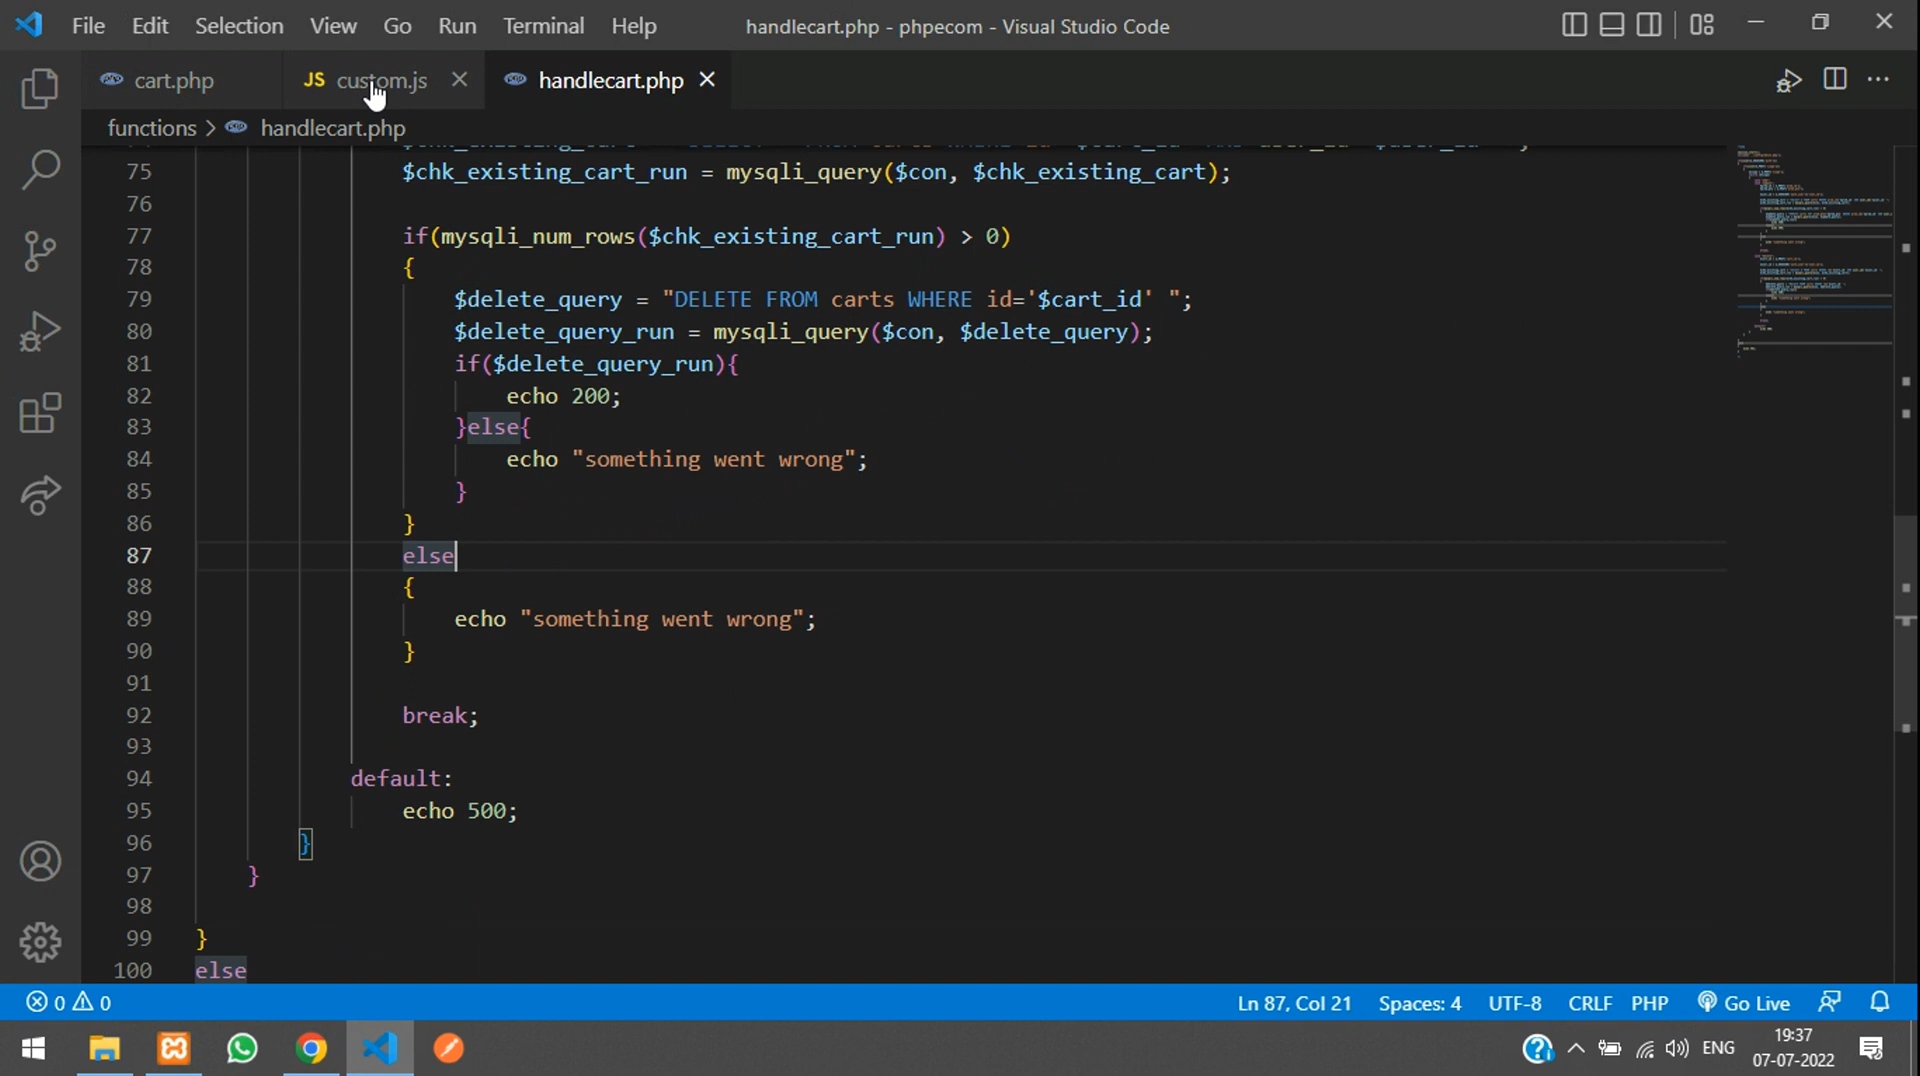 File Edit Selection View Go Run Terminal Help handlecart.php - phpecom - Visual Studio Code
cart.php JS custom.js handlecart.php
functions > handlecart.php
75 $chk_existing_cart_run = mysqli_query($con, $chk_existing_cart);
76
77 if(mysqli_num_rows($chk_existing_cart_run) > 0)
78 {
79 $delete_query = "DELETE FROM carts WHERE id='$cart_id' ";
80 $delete_query_run = mysqli_query($con, $delete_query);
81 if($delete_query_run){
82 echo 200;
83 }else{
84 echo "something went wrong";
85 }
86 }
87 else
88 {
89 echo "something went wrong";
90 }
91
92 break;
93
94 default:
95 echo 500;
96 }
97 }
98
99 }
100 else
0 0 Ln 87, Col 21 Spaces: 4 UTF-8 CRLF PHP Go Live
ENG 19:37
07-07-2022